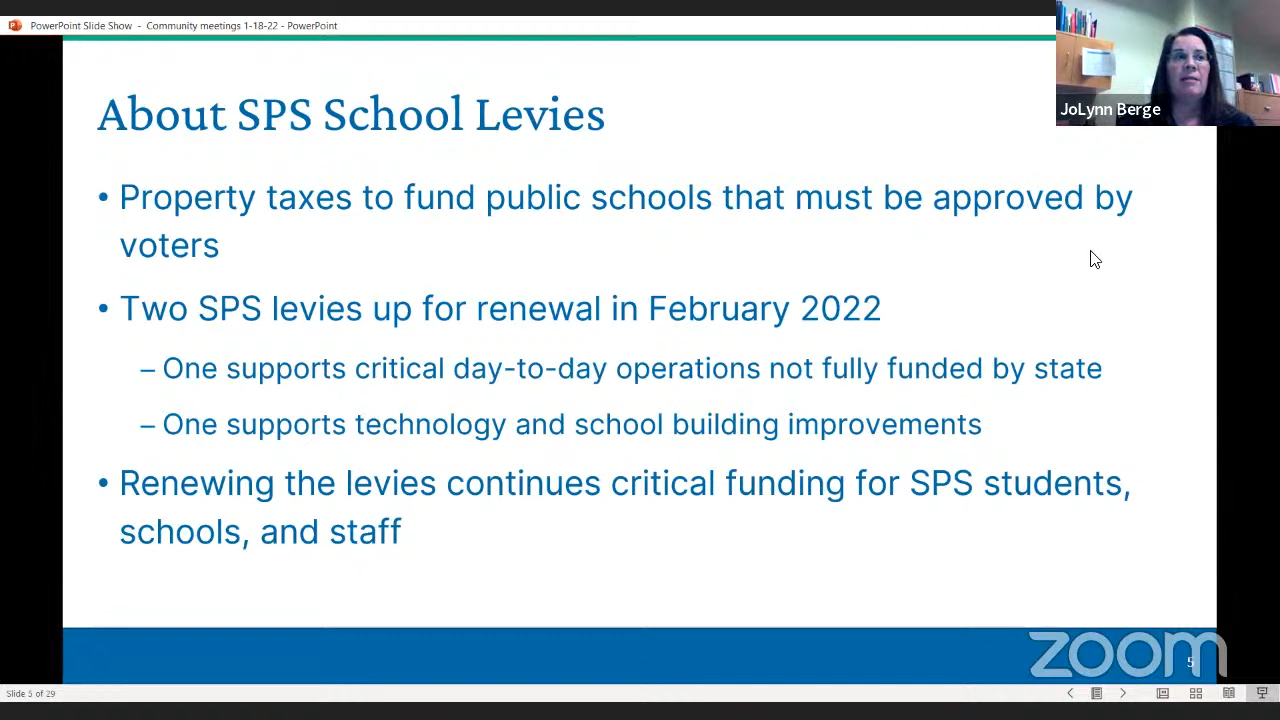 PowerPoint Slide Show - Community meetings 1-18-22 - PowerPoint
JoLynn Berge
About SPS School Levies
• Property taxes to fund public schools that must be approved by
voters
• Two SPS levies up for renewal in February 2022
– One supports critical day-to-day operations not fully funded by state
– One supports technology and school building improvements
• Renewing the levies continues critical funding for SPS students,
schools, and staff
zoom
5
Slide 5 of 29